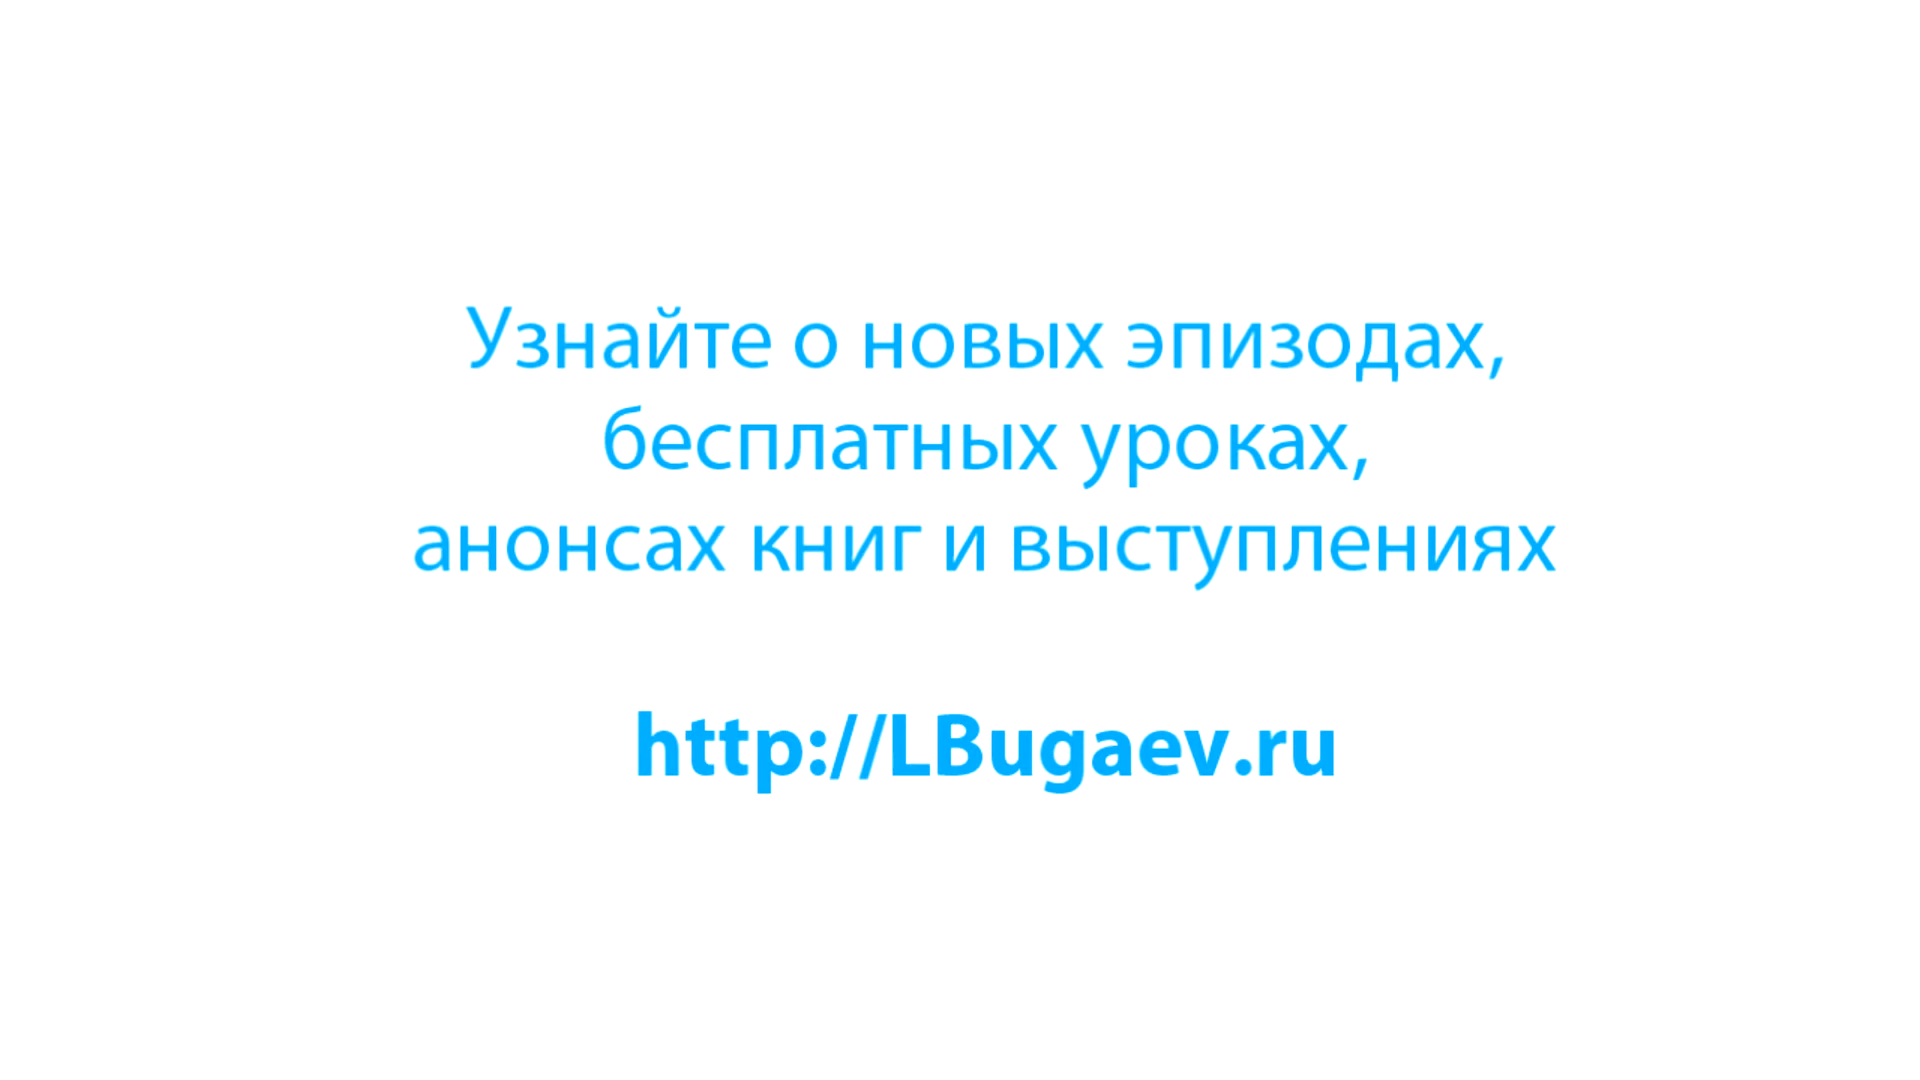 Узнайте о новых эпизодах,
бесплатных уроках,
анонсах книг и выступлениях
http://LBugaev.ru